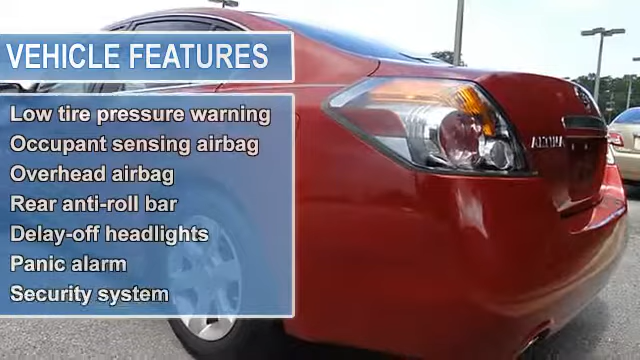 VEHICLE FEATURES
Low tire pressure warning
Occupant sensing airbag
Overhead airbag
Rear anti-roll bar
Delay-off headlights
Panic alarm
Security system
ALTIMA